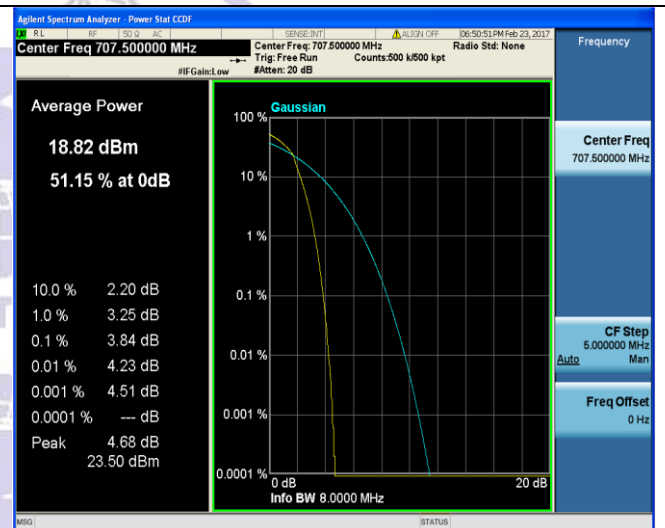 Agilent Spectrum Analyzer - Power Stat CCDF
RL RF 50 Ω AC SENSE:INT ALIGN OFF 06:50:51 PM Feb 23, 2017
Center Freq 707.500000 MHz
Center Freq: 707.500000 MHz Radio Std: None
Trig: Free Run Counts:500 k/500 kpt
#IFGain:Low #Atten: 20 dB
Frequency
Average Power
18.82 dBm
51.15 % at 0dB
10.0 % 2.20 dB
1.0 % 3.25 dB
0.1 % 3.84 dB
0.01 % 4.23 dB
0.001 % 4.51 dB
0.0001 % --- dB
Peak 4.68 dB
23.50 dBm
Gaussian
100 %
10 %
1 %
0.1 %
0.01 %
0.001 %
0.0001 %
0 dB 20 dB
Info BW 8.0000 MHz
Center Freq
707.500000 MHz
CF Step
5.000000 MHz
Auto Man
Freq Offset
0 Hz
MSG STATUS